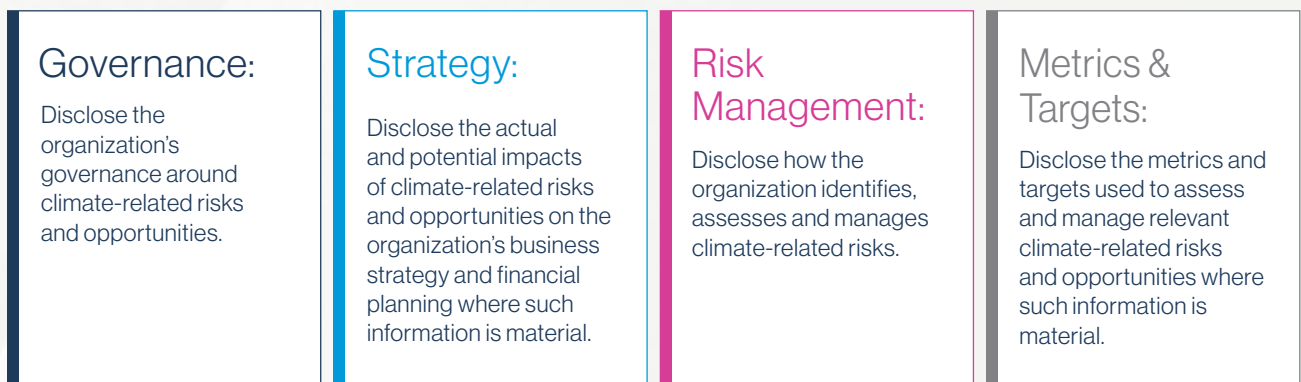 Governance:
Disclose the
organization’s
governance around
climate-related risks
and opportunities.
Strategy:
Disclose the actual
and potential impacts
of climate-related risks
and opportunities on the
organization’s business
strategy and financial
planning where such
information is material.
Risk
Management:
Disclose how the
organization identifies,
assesses and manages
climate-related risks.
Metrics &
Targets:
Disclose the metrics and
targets used to assess
and manage relevant
climate-related risks
and opportunities where
such information is
material.